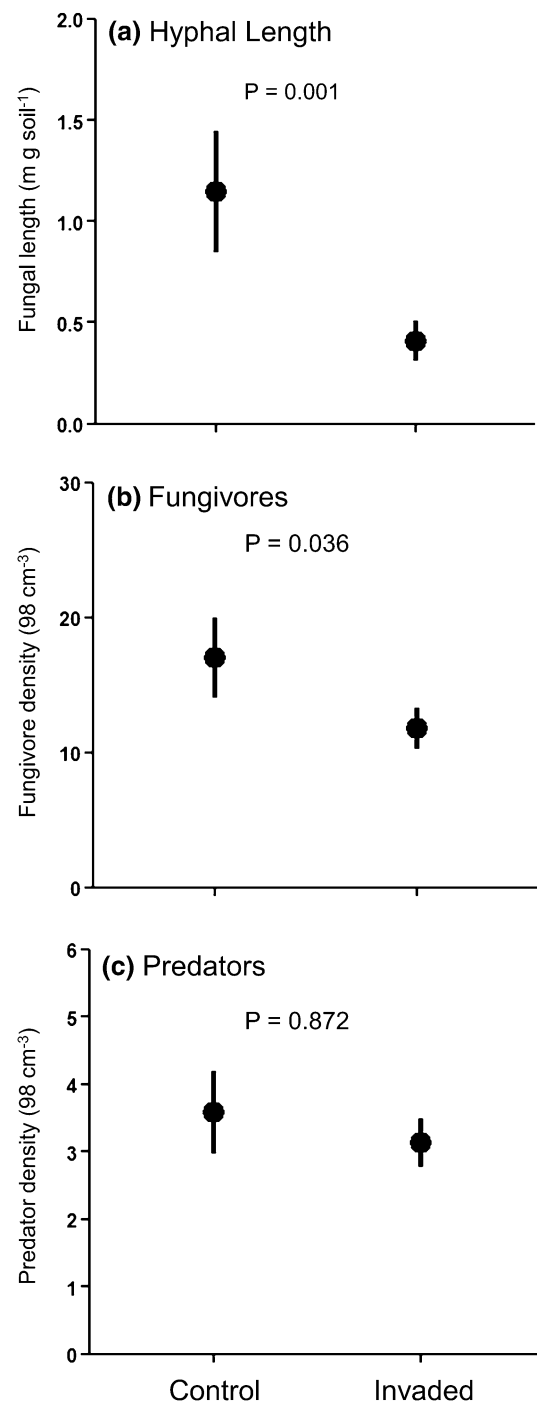 (a) Hyphal Length
P = 0.001
Fungal length (m g soil⁻¹)
2.0
1.5
1.0
0.5
0.0
(b) Fungivores
P = 0.036
Fungivore density (98 cm⁻³)
30
20
10
0
(c) Predators
P = 0.872
Predator density (98 cm⁻³)
6
5
4
3
2
1
0
Control Invaded